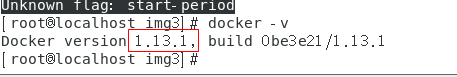 Unknown flag: start-period
[root@localhost img3]# docker -v
Docker version 1.13.1, build 0be3e21/1.13.1
[root@localhost img3]#